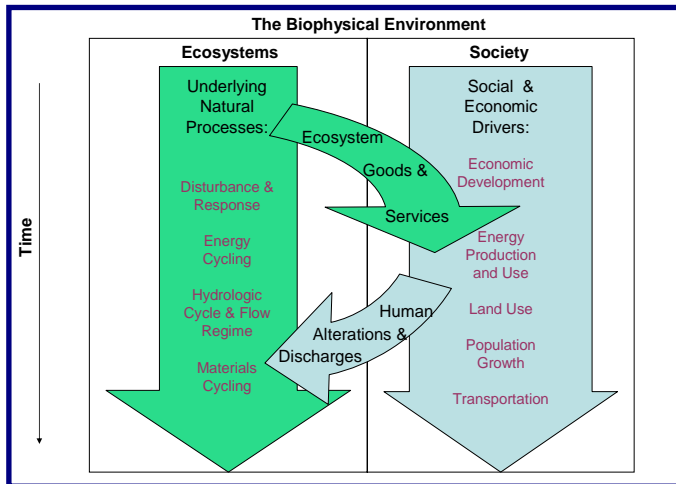 The Biophysical Environment
Ecosystems
Society
Time
Underlying
Natural
Processes:
Disturbance &
Response
Energy
Cycling
Hydrologic
Cycle & Flow
Regime
Materials
Cycling
Ecosystem
Goods &
Services
Human
Alterations &
Discharges
Social &
Economic
Drivers:
Economic
Development
Energy
Production
and Use
Land Use
Population
Growth
Transportation